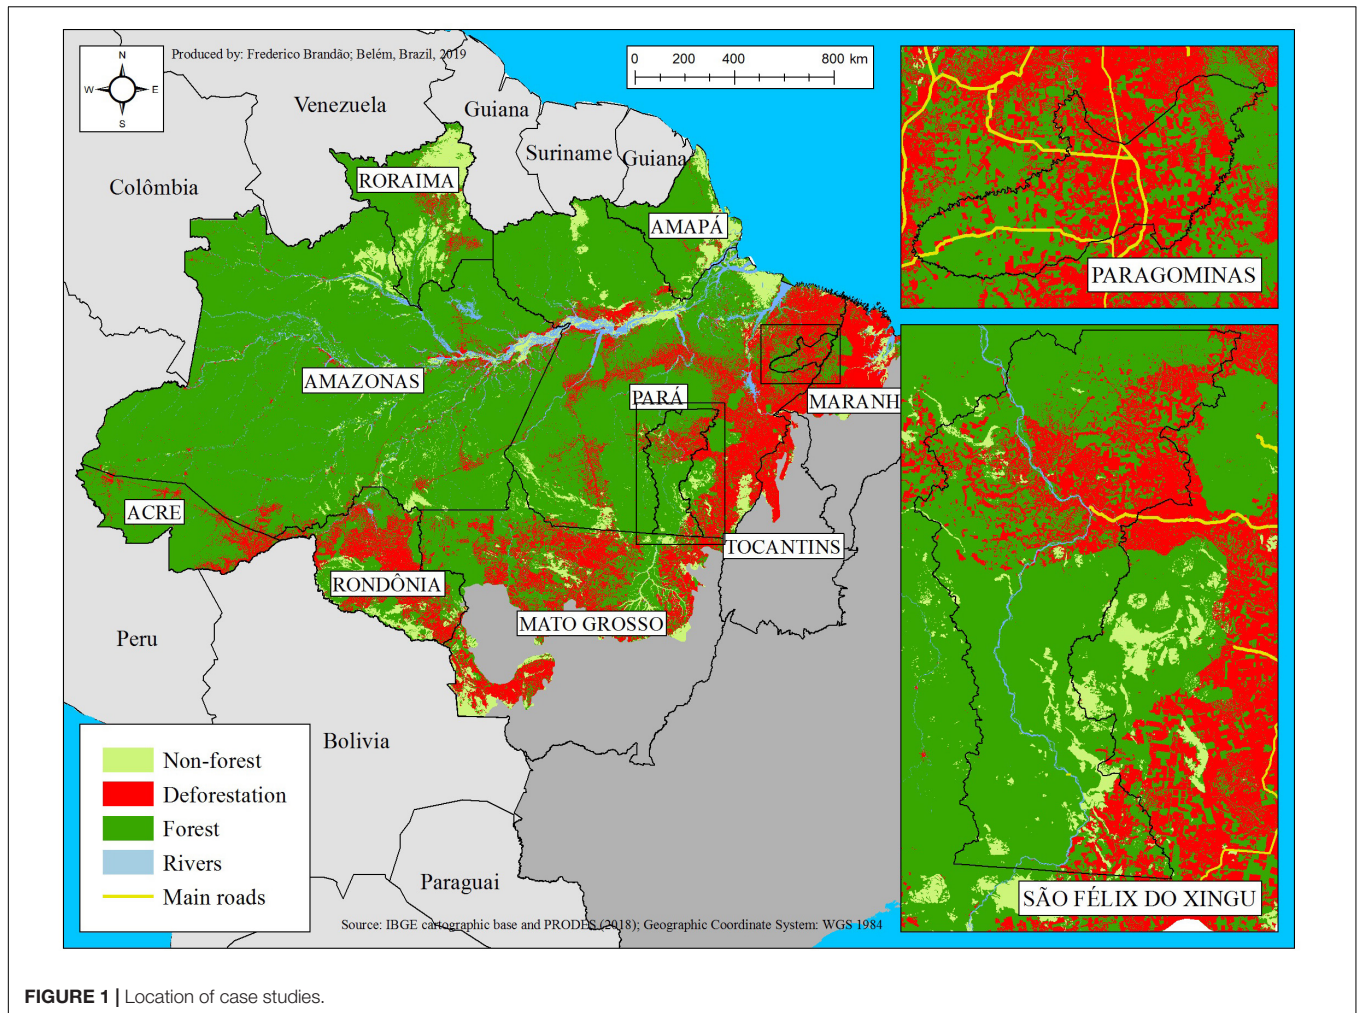 Produced by: Frederico Brandão; Belém, Brazil, 2019
N
W E
S
0 200 400 800 km
Venezuela
Guiana
Suriname
Guiana
Colômbia
RORAIMA
AMAPÁ
PARAGOMINAS
AMAZONAS
PARÁ
MARANH
ACRE
TOCANTINS
RONDÔNIA
MATO GROSSO
Peru
Bolivia
Paraguai
SÃO FÉLIX DO XINGU
Non-forest
Deforestation
Forest
Rivers
Main roads
Source: IBGE cartographic base and PRODES (2018); Geographic Coordinate System: WGS 1984
FIGURE 1 | Location of case studies.